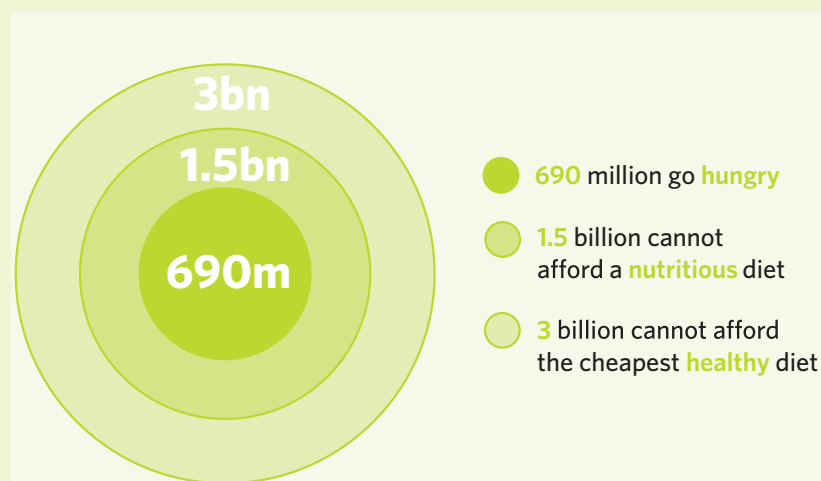 3bn
1.5bn
690m
690 million go hungry
1.5 billion cannot
afford a nutritious diet
3 billion cannot afford
the cheapest healthy diet